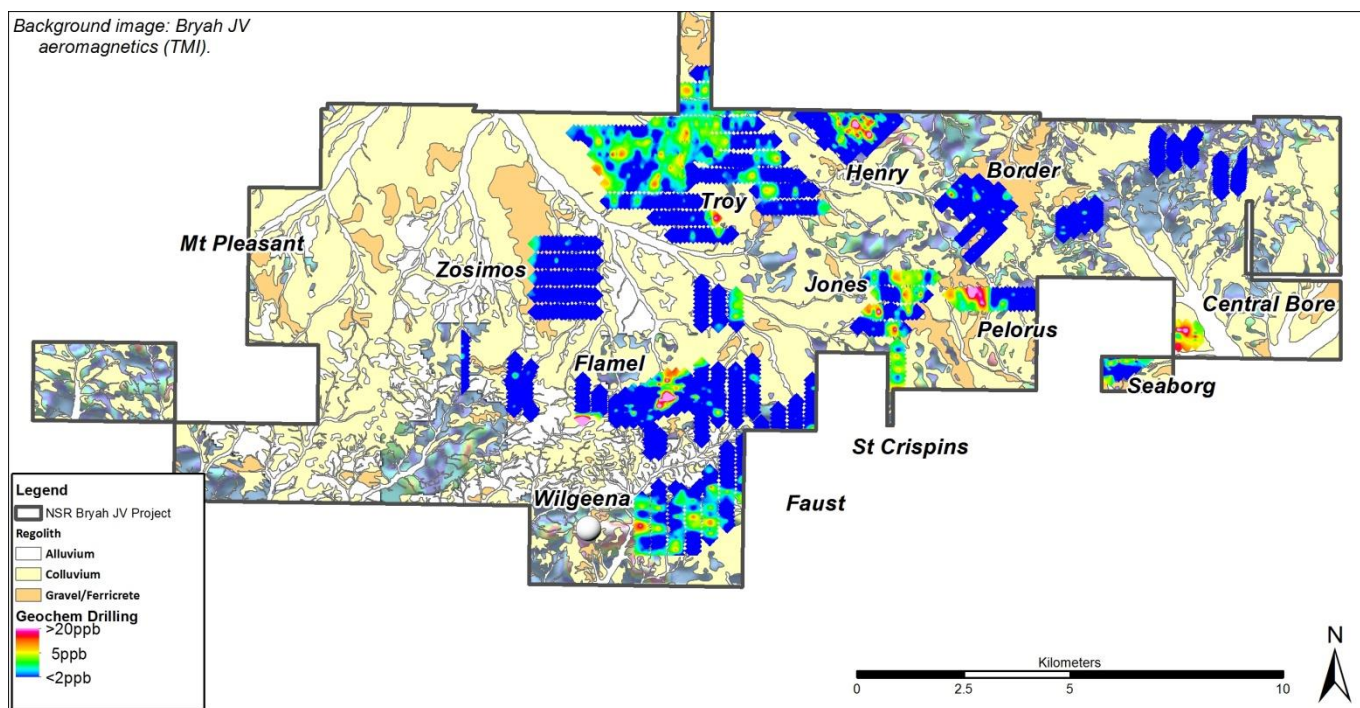 Background image: Bryah JV
aeromagnetics (TMI).
Henry
Border
Troy
Mt Pleasant
Zosimos
Jones
Central Bore
Pelorus
Flamel
Seaborg
St Crispins
Wilgeena
Faust
Legend
NSR Bryah JV Project
Regolith
Alluvium
Colluvium
Gravel/Ferricrete
Geochem Drilling
>20ppb
5ppb
<2ppb
N
Kilometers
0 2.5 5 10